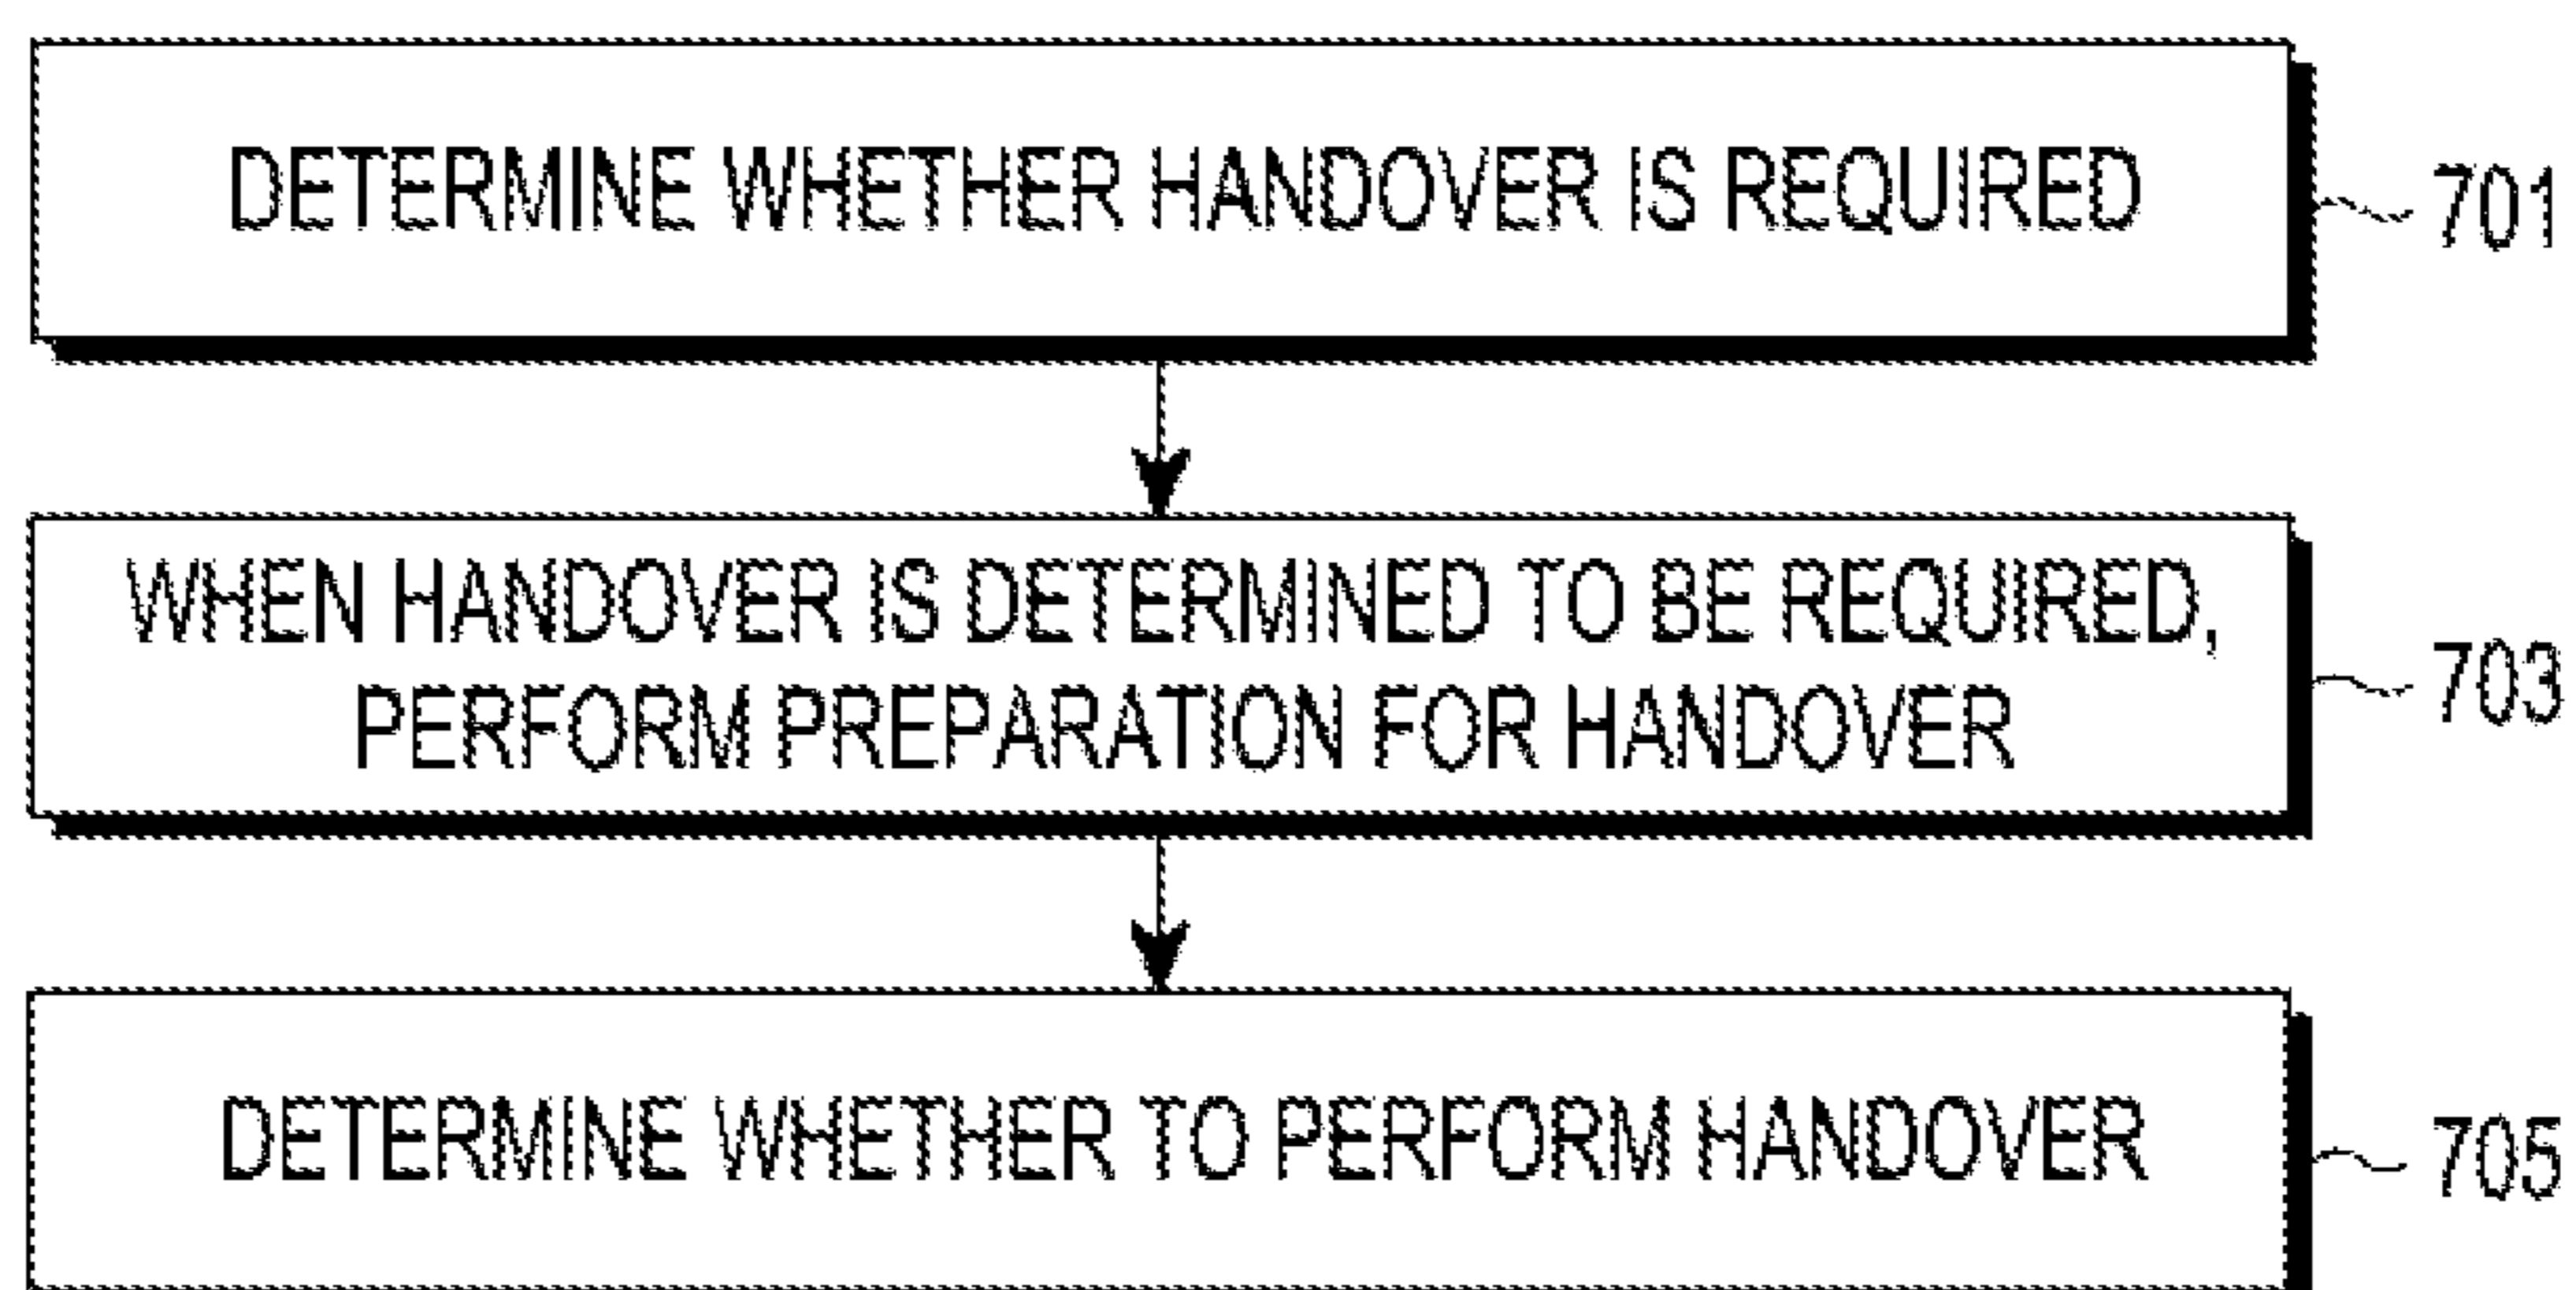 DETERMINE WHETHER HANDOVER IS REQUIRED
701
WHEN HANDOVER IS DETERMINED TO BE REQUIRED,
PERFORM PREPARATION FOR HANDOVER
703
DETERMINE WHETHER TO PERFORM HANDOVER
705